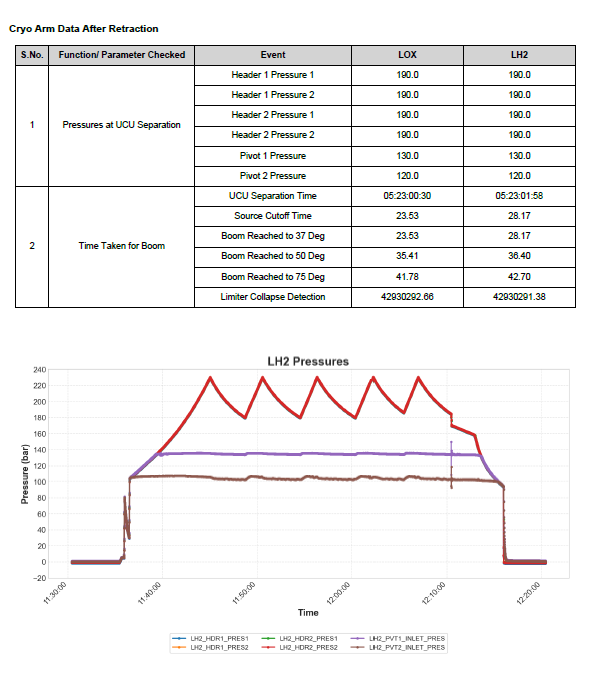 Cryo Arm Data After Retraction
S.No. Function/ Parameter Checked Event LOX LH2
1 Pressures at UCU Separation
Header 1 Pressure 1 190.0 190.0
Header 1 Pressure 2 190.0 190.0
Header 2 Pressure 1 190.0 190.0
Header 2 Pressure 2 190.0 190.0
Pivot 1 Pressure 130.0 130.0
Pivot 2 Pressure 120.0 120.0
2 Time Taken for Boom
UCU Separation Time 05:23:00:30 05:23:01:58
Source Cutoff Time 23.53 28.17
Boom Reached to 37 Deg 23.53 28.17
Boom Reached to 50 Deg 35.41 36.40
Boom Reached to 75 Deg 41.78 42.70
Limiter Collapse Detection 42930292.66 42930291.38
LH2 Pressures
240
220
200
180
160
140
120
100
80
60
40
20
0
−20
Pressure (bar)
11:30:00 11:40:00 11:50:00 12:00:00 12:10:00 12:20:00
Time
LH2_HDR1_PRES1 LH2_HDR2_PRES1 LH2_PVT1_INLET_PRES
LH2_HDR1_PRES2 LH2_HDR2_PRES2 LH2_PVT2_INLET_PRES